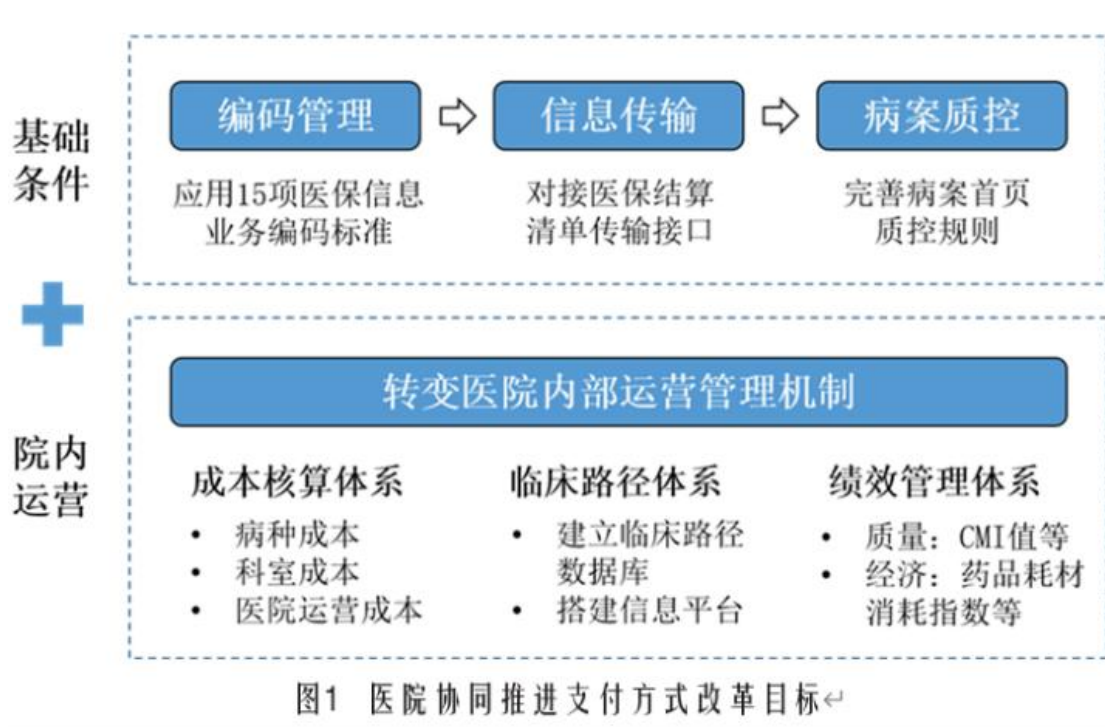 基础
条件
编码管理
信息传输
病案质控
应用15项医保信息
业务编码标准
对接医保结算
清单传输接口
完善病案首页
质控规则
院内
运营
转变医院内部运营管理机制
成本核算体系
• 病种成本
• 科室成本
• 医院运营成本
临床路径体系
• 建立临床路径
数据库
• 搭建信息平台
绩效管理体系
• 质量：CMI值等
• 经济：药品耗材
消耗指数等
图1 医院协同推进支付方式改革目标↵